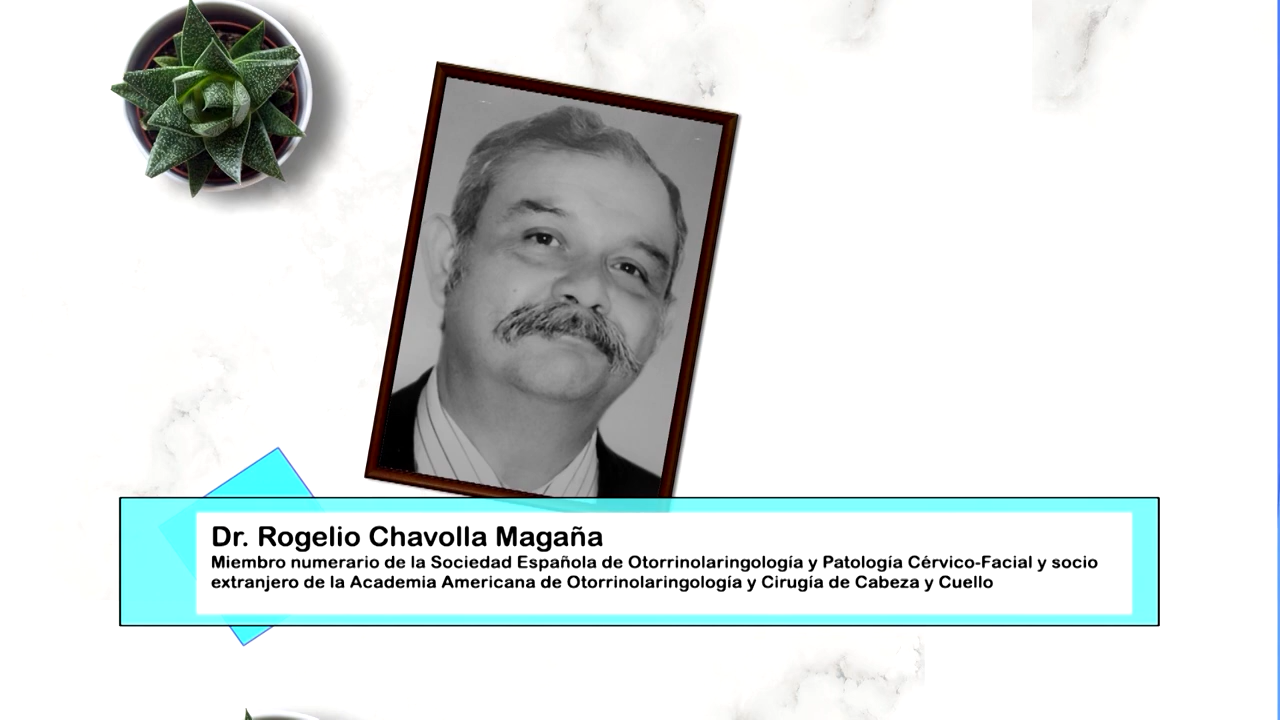 Dr. Rogelio Chavolla Magaña
Miembro numerario de la Sociedad Española de Otorrinolaringología y Patología Cérvico-Facial y socio
extranjero de la Academia Americana de Otorrinolaringología y Cirugía de Cabeza y Cuello